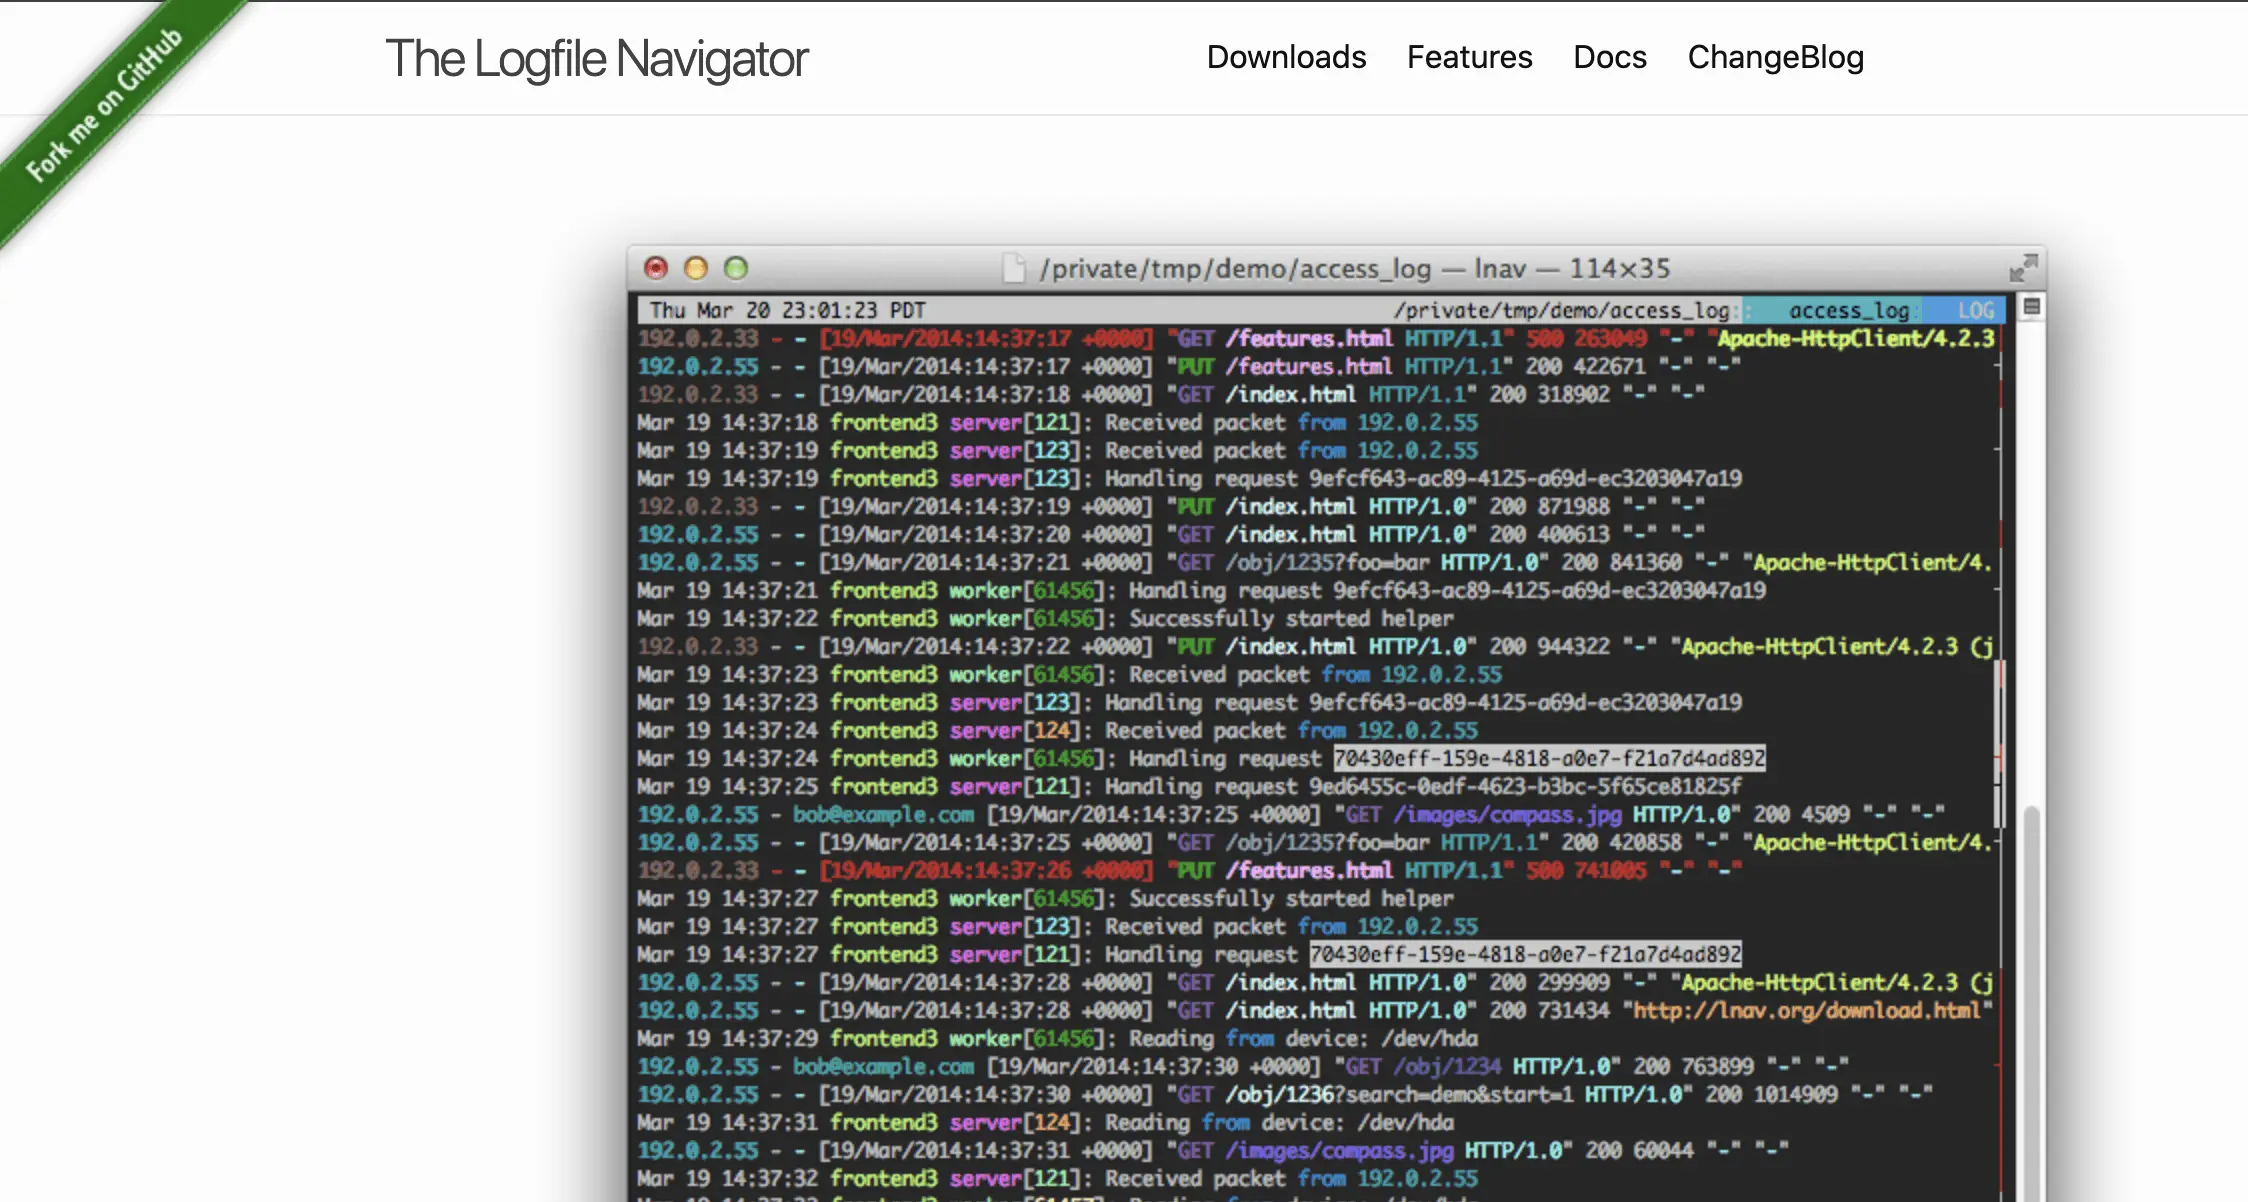 Fork me on GitHub
The Logfile Navigator
Downloads Features Docs ChangeBlog
/private/tmp/demo/access_log — lnav — 114×35
Thu Mar 20 23:01:23 PDT /private/tmp/demo/access_log:: access_log: LOG
192.0.2.33 - - [19/Mar/2014:14:37:17 +0000] "GET /features.html HTTP/1.1" 500 263049 "-" "Apache-HttpClient/4.2.3
192.0.2.55 - - [19/Mar/2014:14:37:17 +0000] "PUT /features.html HTTP/1.1" 200 422671 "-" "-"
192.0.2.33 - - [19/Mar/2014:14:37:18 +0000] "GET /index.html HTTP/1.1" 200 318902 "-" "-"
Mar 19 14:37:18 frontend3 server[121]: Received packet from 192.0.2.55
Mar 19 14:37:19 frontend3 server[123]: Received packet from 192.0.2.55
Mar 19 14:37:19 frontend3 server[123]: Handling request 9efcf643-ac89-4125-a69d-ec3203047a19
192.0.2.33 - - [19/Mar/2014:14:37:19 +0000] "PUT /index.html HTTP/1.0" 200 871988 "-" "-"
192.0.2.55 - - [19/Mar/2014:14:37:20 +0000] "GET /index.html HTTP/1.0" 200 400613 "-" "-"
192.0.2.55 - - [19/Mar/2014:14:37:21 +0000] "GET /obj/1235?foo=bar HTTP/1.0" 200 841360 "-" "Apache-HttpClient/4.
Mar 19 14:37:21 frontend3 worker[61456]: Handling request 9efcf643-ac89-4125-a69d-ec3203047a19
Mar 19 14:37:22 frontend3 worker[61456]: Successfully started helper
192.0.2.33 - - [19/Mar/2014:14:37:22 +0000] "PUT /index.html HTTP/1.0" 200 944322 "-" "Apache-HttpClient/4.2.3 (j
Mar 19 14:37:23 frontend3 worker[61456]: Received packet from 192.0.2.55
Mar 19 14:37:23 frontend3 server[123]: Handling request 9efcf643-ac89-4125-a69d-ec3203047a19
Mar 19 14:37:24 frontend3 server[124]: Received packet from 192.0.2.55
Mar 19 14:37:24 frontend3 worker[61456]: Handling request 70430eff-159e-4818-a0e7-f21a7d4ad892
Mar 19 14:37:25 frontend3 server[121]: Handling request 9ed6455c-0edf-4623-b3bc-5f65ce81825f
192.0.2.55 - bob@example.com [19/Mar/2014:14:37:25 +0000] "GET /images/compass.jpg HTTP/1.0" 200 4509 "-" "-"
192.0.2.55 - - [19/Mar/2014:14:37:25 +0000] "GET /obj/1235?foo=bar HTTP/1.1" 200 420858 "-" "Apache-HttpClient/4.
192.0.2.33 - - [19/Mar/2014:14:37:26 +0000] "PUT /features.html HTTP/1.1" 500 741005 "-" "-"
Mar 19 14:37:27 frontend3 worker[61456]: Successfully started helper
Mar 19 14:37:27 frontend3 server[123]: Received packet from 192.0.2.55
Mar 19 14:37:27 frontend3 server[121]: Handling request 70430eff-159e-4818-a0e7-f21a7d4ad892
192.0.2.55 - - [19/Mar/2014:14:37:28 +0000] "GET /index.html HTTP/1.0" 200 299909 "-" "Apache-HttpClient/4.2.3 (j
192.0.2.55 - - [19/Mar/2014:14:37:28 +0000] "GET /index.html HTTP/1.0" 200 731434 "http://lnav.org/download.html"
Mar 19 14:37:29 frontend3 worker[61456]: Reading from device: /dev/hda
192.0.2.55 - bob@example.com [19/Mar/2014:14:37:30 +0000] "GET /obj/1234 HTTP/1.0" 200 763899 "-" "-"
192.0.2.55 - - [19/Mar/2014:14:37:30 +0000] "GET /obj/1236?search=demo&start=1 HTTP/1.0" 200 1014909 "-" "-"
Mar 19 14:37:31 frontend3 server[124]: Reading from device: /dev/hda
192.0.2.55 - - [19/Mar/2014:14:37:31 +0000] "GET /images/compass.jpg HTTP/1.0" 200 60044 "-" "-"
Mar 19 14:37:32 frontend3 server[121]: Received packet from 192.0.2.55